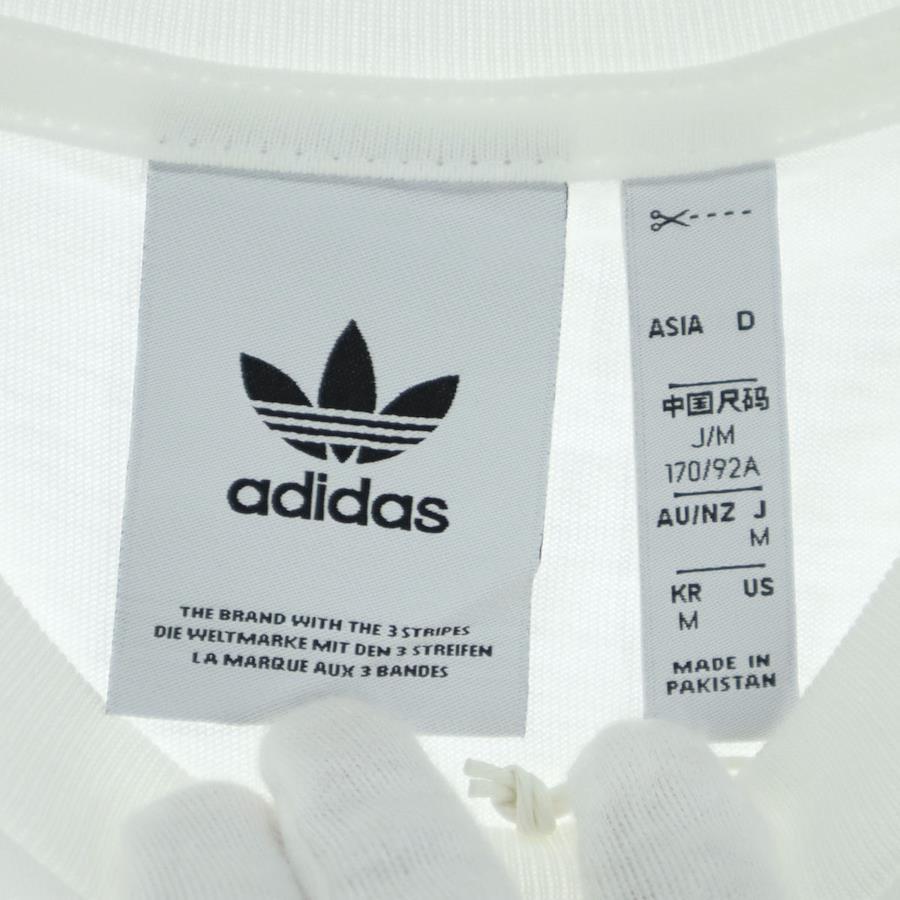 adidas
THE BRAND WITH THE 3 STRIPES
DIE WELTMARKE MIT DEN 3 STREIFEN
LA MARQUE AUX 3 BANDES
ASIA D
中国尺码
J/M
170/92A
AU/NZ J
M
KR US
M
MADE IN
PAKISTAN